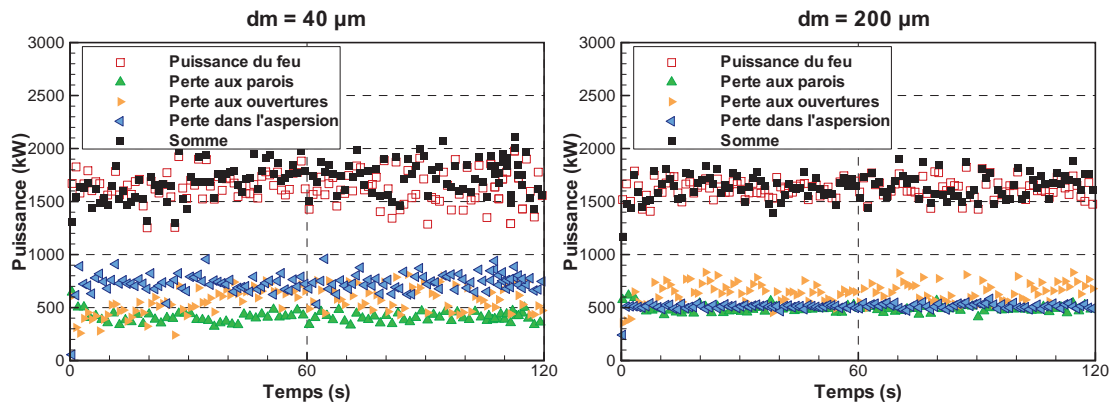 dm = 40 µm
3000
2500
2000
1500
1000
500
0
Puissance (kW)
Puissance du feu
Perte aux parois
Perte aux ouvertures
Perte dans l'aspersion
Somme
0
60
120
Temps (s)
dm = 200 µm
3000
2500
2000
1500
1000
500
0
Puissance (kW)
Puissance du feu
Perte aux parois
Perte aux ouvertures
Perte dans l'aspersion
Somme
0
60
120
Temps (s)